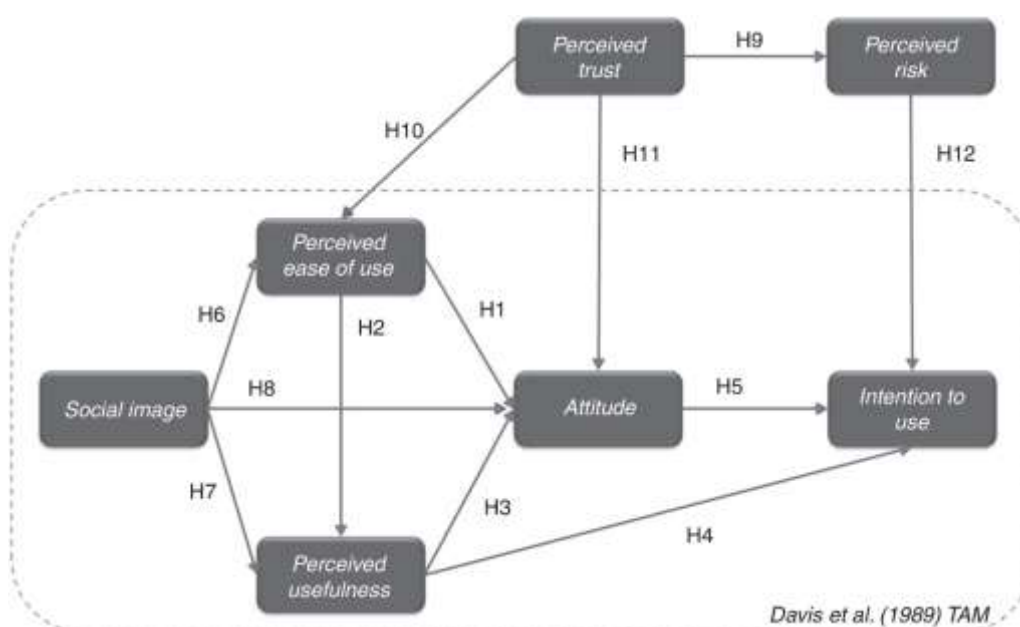 Perceived
trust
H9
Perceived
risk
H10
H11
H12
Perceived
ease of use
H6
H2
H1
Social image
H8
Attitude
H5
Intention to
use
H7
H3
H4
Perceived
usefulness
Davis et al. (1989) TAM